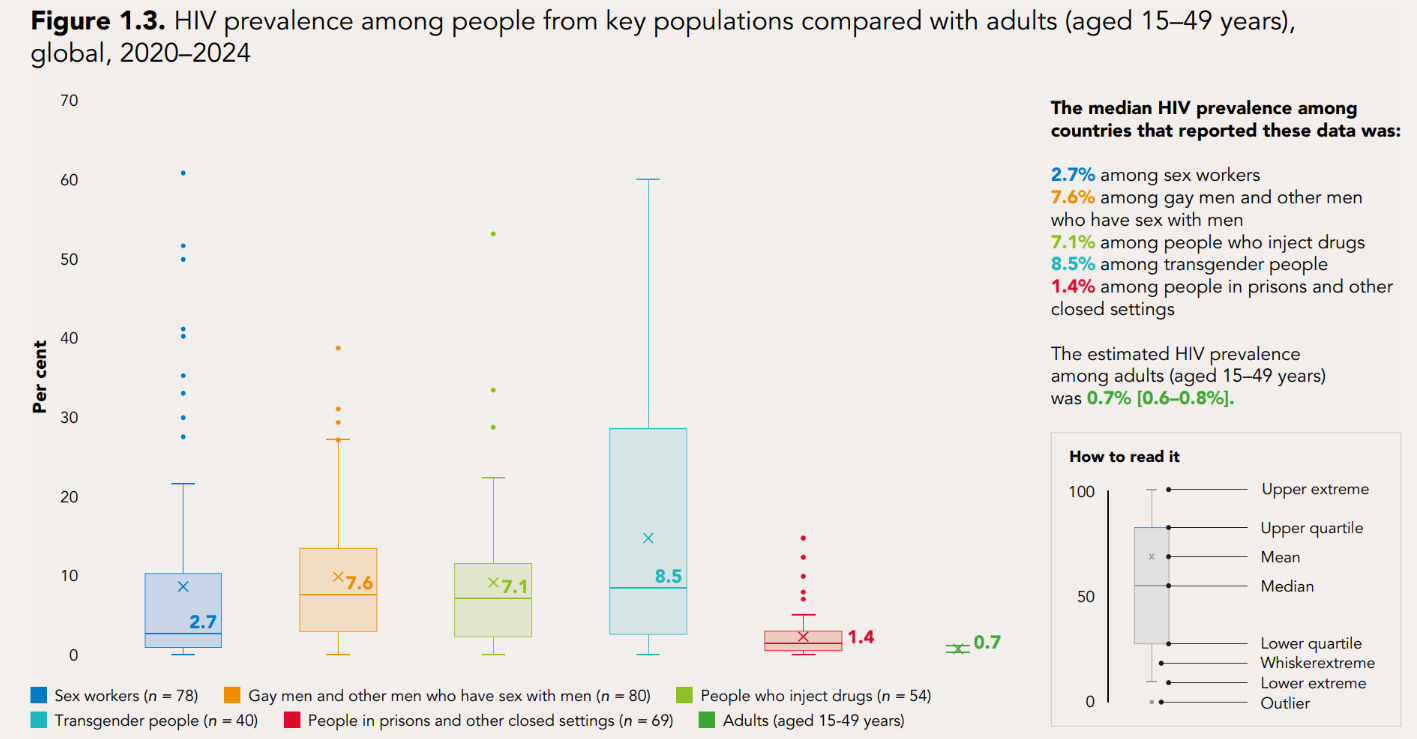 Figure 1.3. HIV prevalence among people from key populations compared with adults (aged 15–49 years),
global, 2020–2024
70
60
50
40
30
20
10
0
Per cent
2.7
7.6
7.1
8.5
1.4
0.7
Sex workers (n = 78)
Gay men and other men who have sex with men (n = 80)
People who inject drugs (n = 54)
Transgender people (n = 40)
People in prisons and other closed settings (n = 69)
Adults (aged 15-49 years)
The median HIV prevalence among
countries that reported these data was:
2.7% among sex workers
7.6% among gay men and other men
who have sex with men
7.1% among people who inject drugs
8.5% among transgender people
1.4% among people in prisons and other
closed settings
The estimated HIV prevalence
among adults (aged 15–49 years)
was 0.7% [0.6–0.8%].
How to read it
100
50
0
Upper extreme
Upper quartile
Mean
Median
Lower quartile
Whiskerextreme
Lower extreme
Outlier